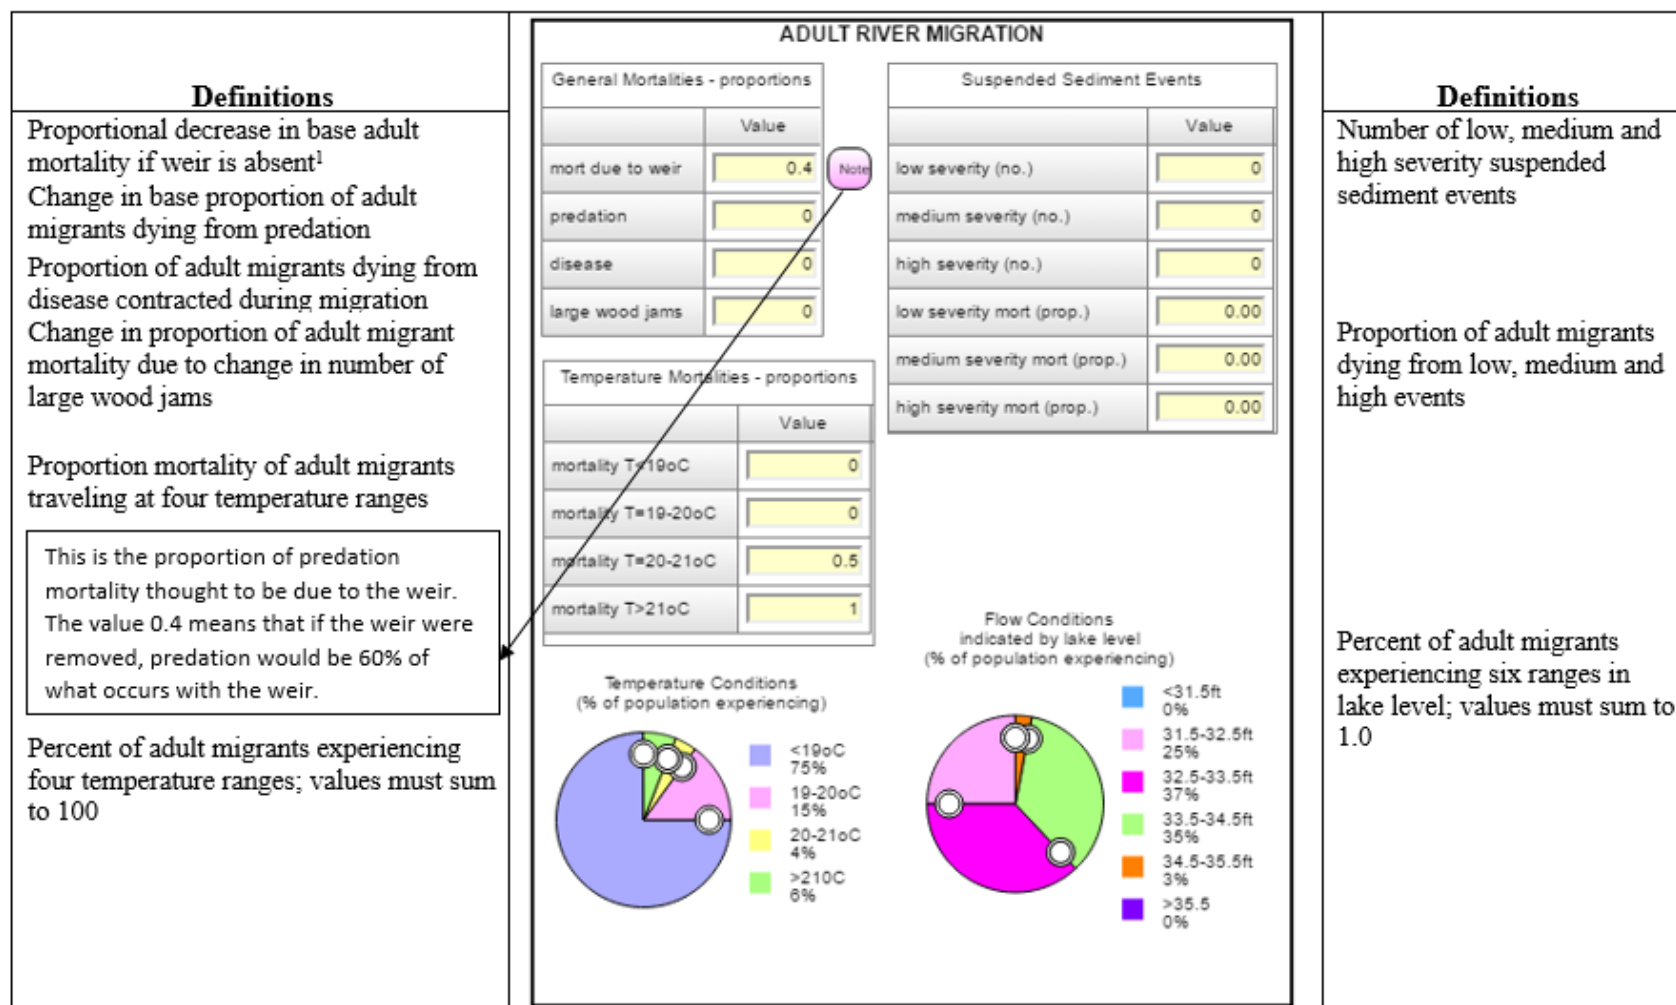 Definitions
Proportional decrease in base adult
mortality if weir is absent¹
Change in base proportion of adult
migrants dying from predation
Proportion of adult migrants dying from
disease contracted during migration
Change in proportion of adult migrant
mortality due to change in number of
large wood jams
Proportion mortality of adult migrants
traveling at four temperature ranges
This is the proportion of predation
mortality thought to be due to the weir.
The value 0.4 means that if the weir were
removed, predation would be 60% of
what occurs with the weir.
Percent of adult migrants experiencing
four temperature ranges; values must sum
to 100
ADULT RIVER MIGRATION
General Mortalities - proportions
Value
mort due to weir 0.4 Note
predation 0
disease 0
large wood jams 0
Temperature Mortalities - proportions
Value
mortality T<19oC 0
mortality T=19-20oC 0
mortality T=20-21oC 0.5
mortality T>21oC 1
Temperature Conditions
(% of population experiencing)
<19oC
75%
19-20oC
15%
20-21oC
4%
>210C
6%
Suspended Sediment Events
Value
low severity (no.) 0
medium severity (no.) 0
high severity (no.) 0
low severity mort (prop.) 0.00
medium severity mort (prop.) 0.00
high severity mort (prop.) 0.00
Flow Conditions
indicated by lake level
(% of population experiencing)
<31.5ft
0%
31.5-32.5ft
25%
32.5-33.5ft
37%
33.5-34.5ft
35%
34.5-35.5ft
3%
>35.5
0%
Definitions
Number of low, medium and
high severity suspended
sediment events
Proportion of adult migrants
dying from low, medium and
high events
Percent of adult migrants
experiencing six ranges in
lake level; values must sum to
1.0